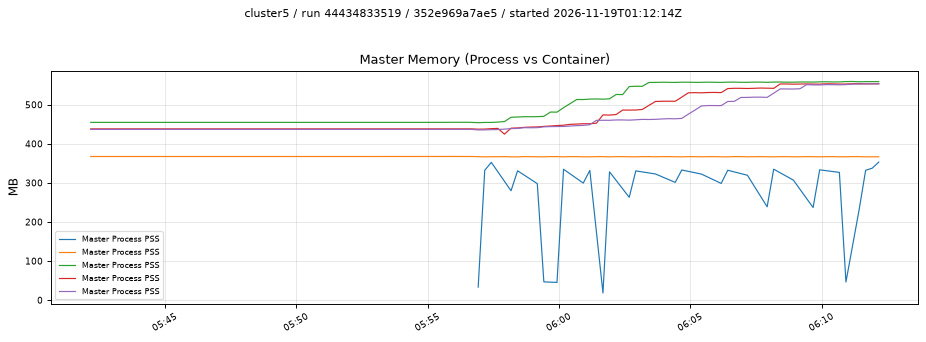 cluster5 / run 44434833519 / 352e969a7ae5 / started 2026-11-19T01:12:14Z
Master Memory (Process vs Container)
MB
500
400
300
200
100
0
Master Process PSS
Master Process PSS
Master Process PSS
Master Process PSS
Master Process PSS
05:45
05:50
05:55
06:00
06:05
06:10